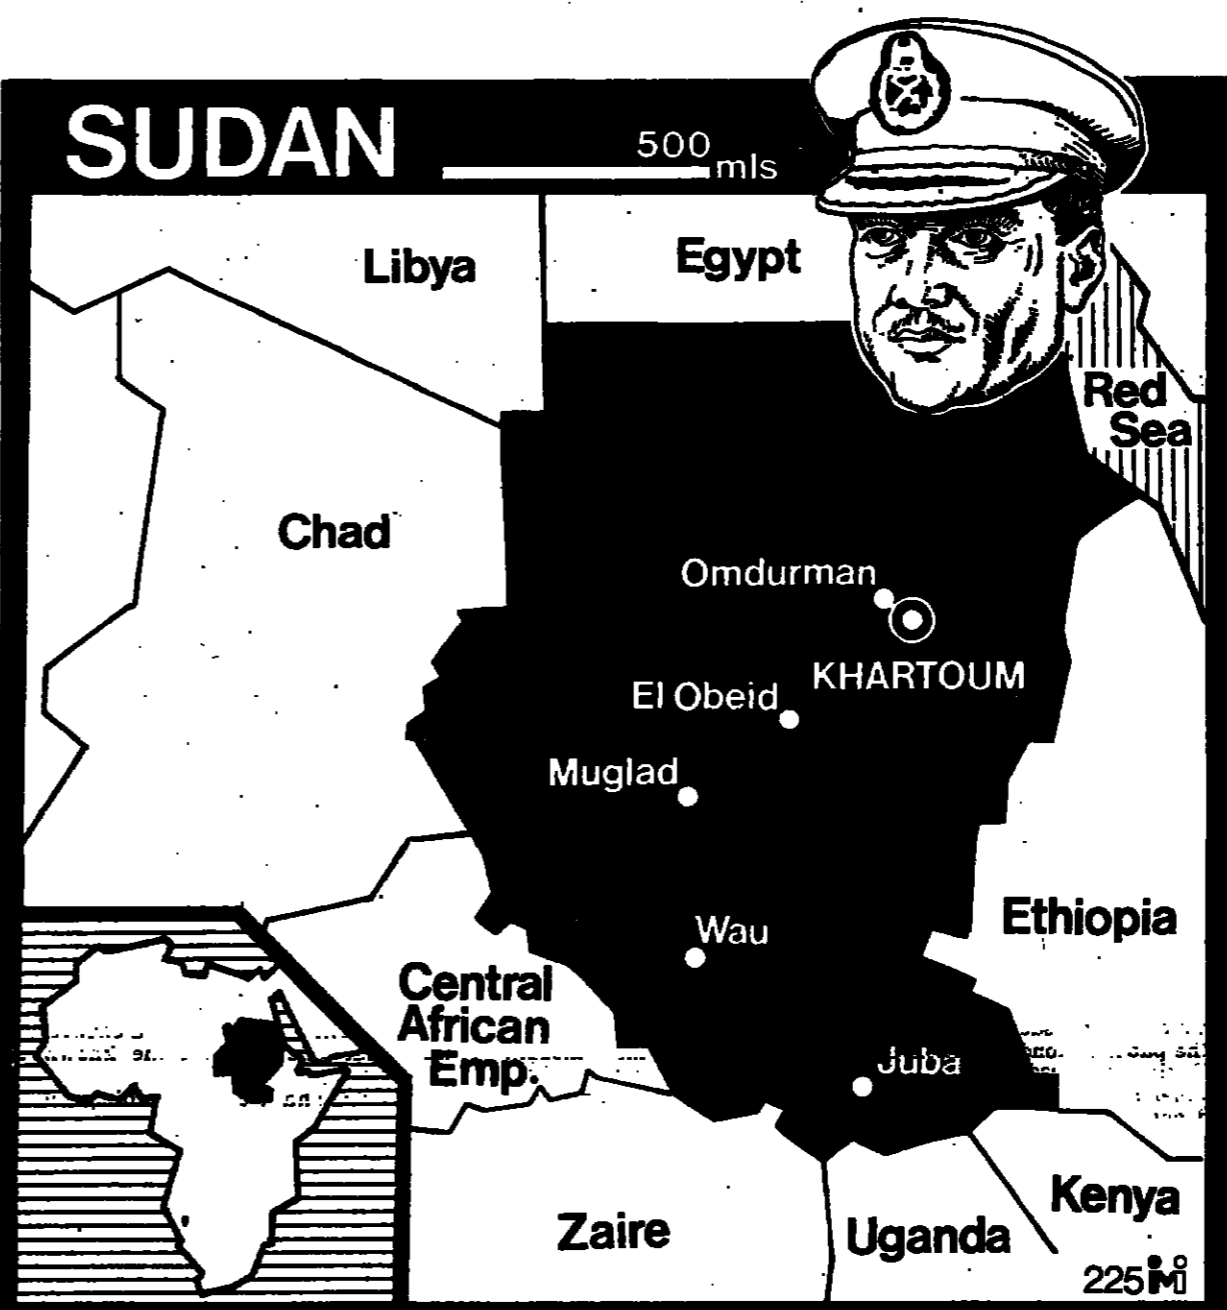 SUDAN
500
mls
Libya
Egypt
Red
Sea
Chad
Omdurman
KHARTOUM
El Obeid
Muglad
Wau
Ethiopia
Central
African
Emp.
Juba
Zaire
Uganda
Kenya
225